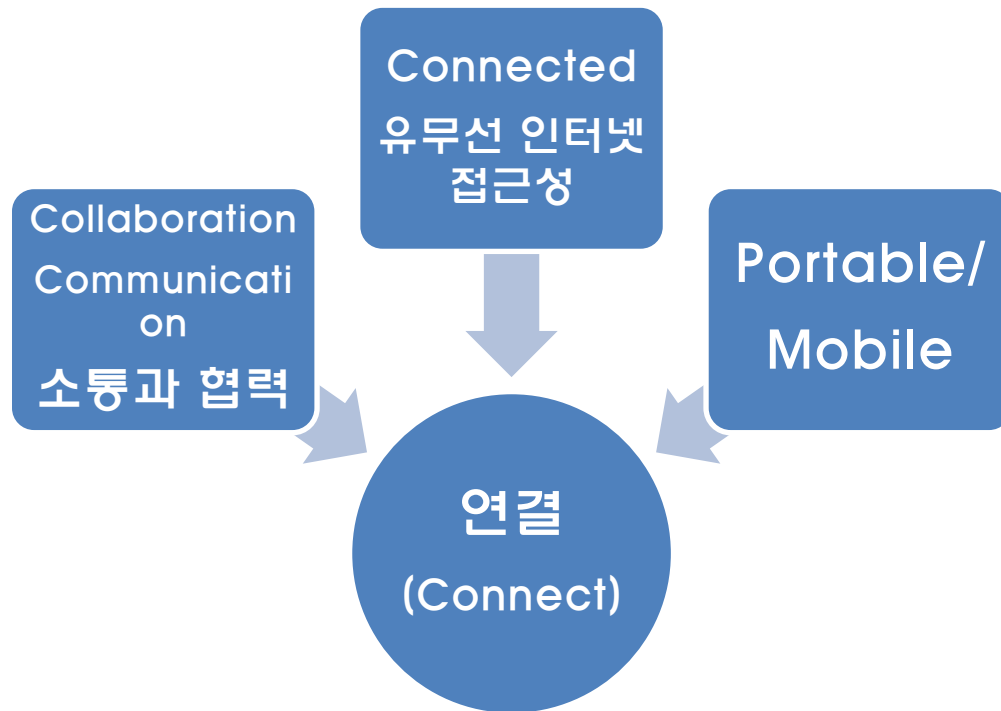 Connected
유무선 인터넷
접근성
Collaboration
Communicati
on
소통과 협력
Portable/
Mobile
연결
(Connect)